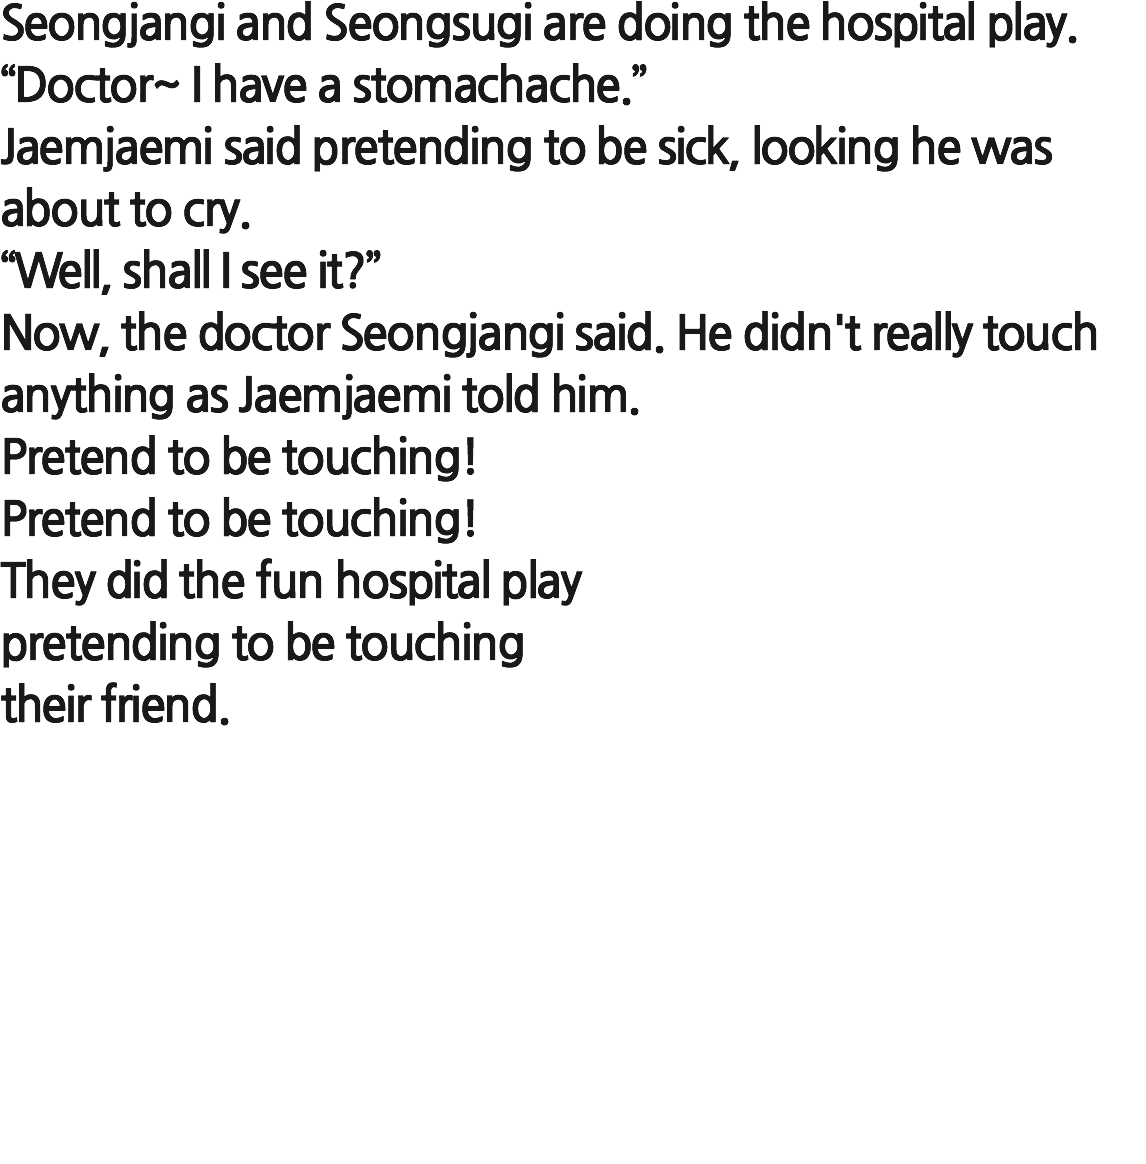 Seongjangi and Seongsugi are doing the hospital play.
“Doctor~ I have a stomachache.”
Jaemjaemi said pretending to be sick, looking he was
about to cry.
“Well, shall I see it?”
Now, the doctor Seongjangi said. He didn't really touch
anything as Jaemjaemi told him.
Pretend to be touching!
Pretend to be touching!
They did the fun hospital play
pretending to be touching
their friend.